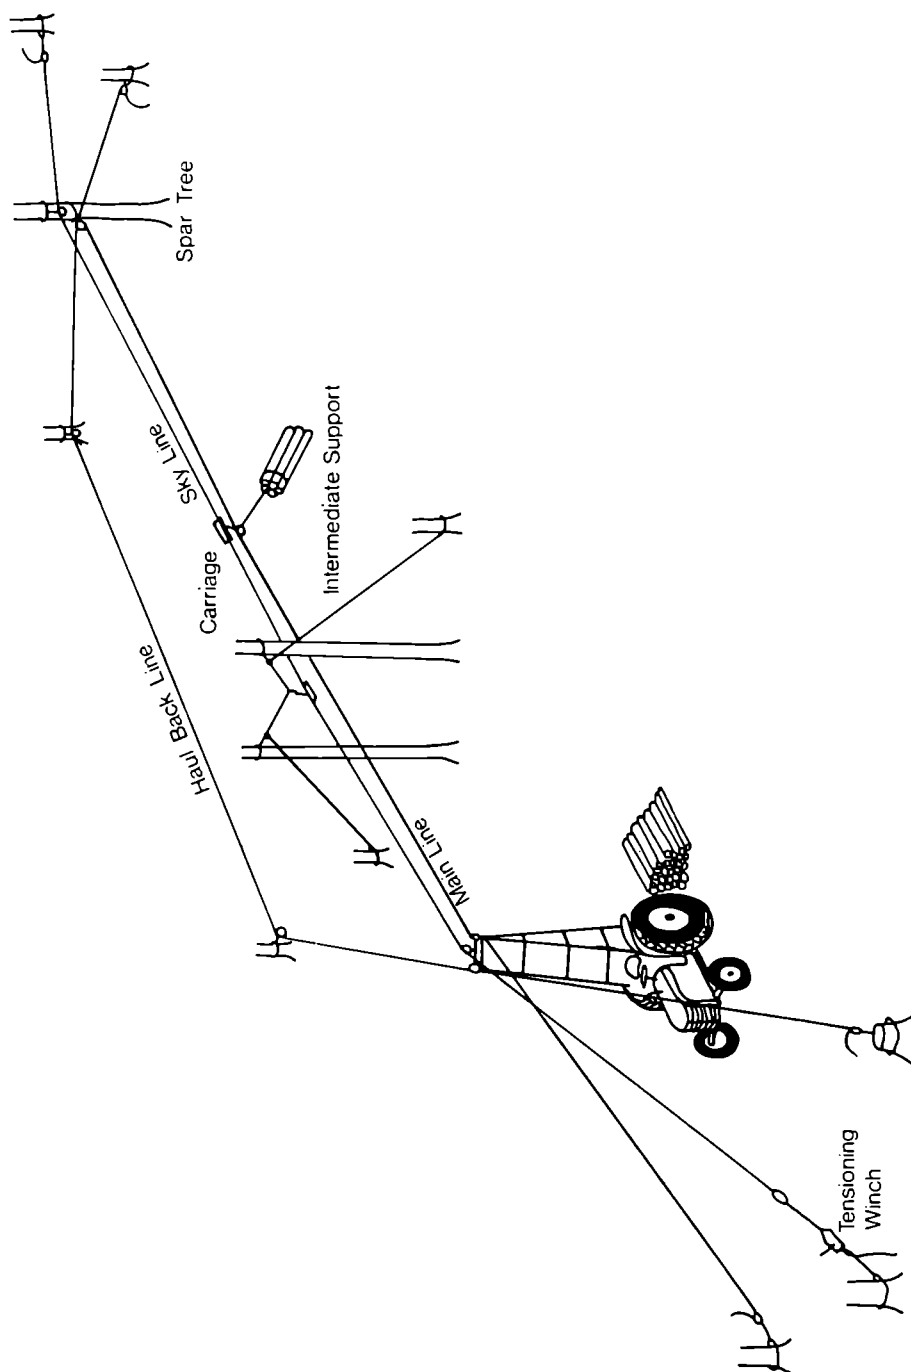 Spar Tree
Sky Line
Intermediate Support
Carriage
Haul Back Line
Main Line
Tensioning
Winch